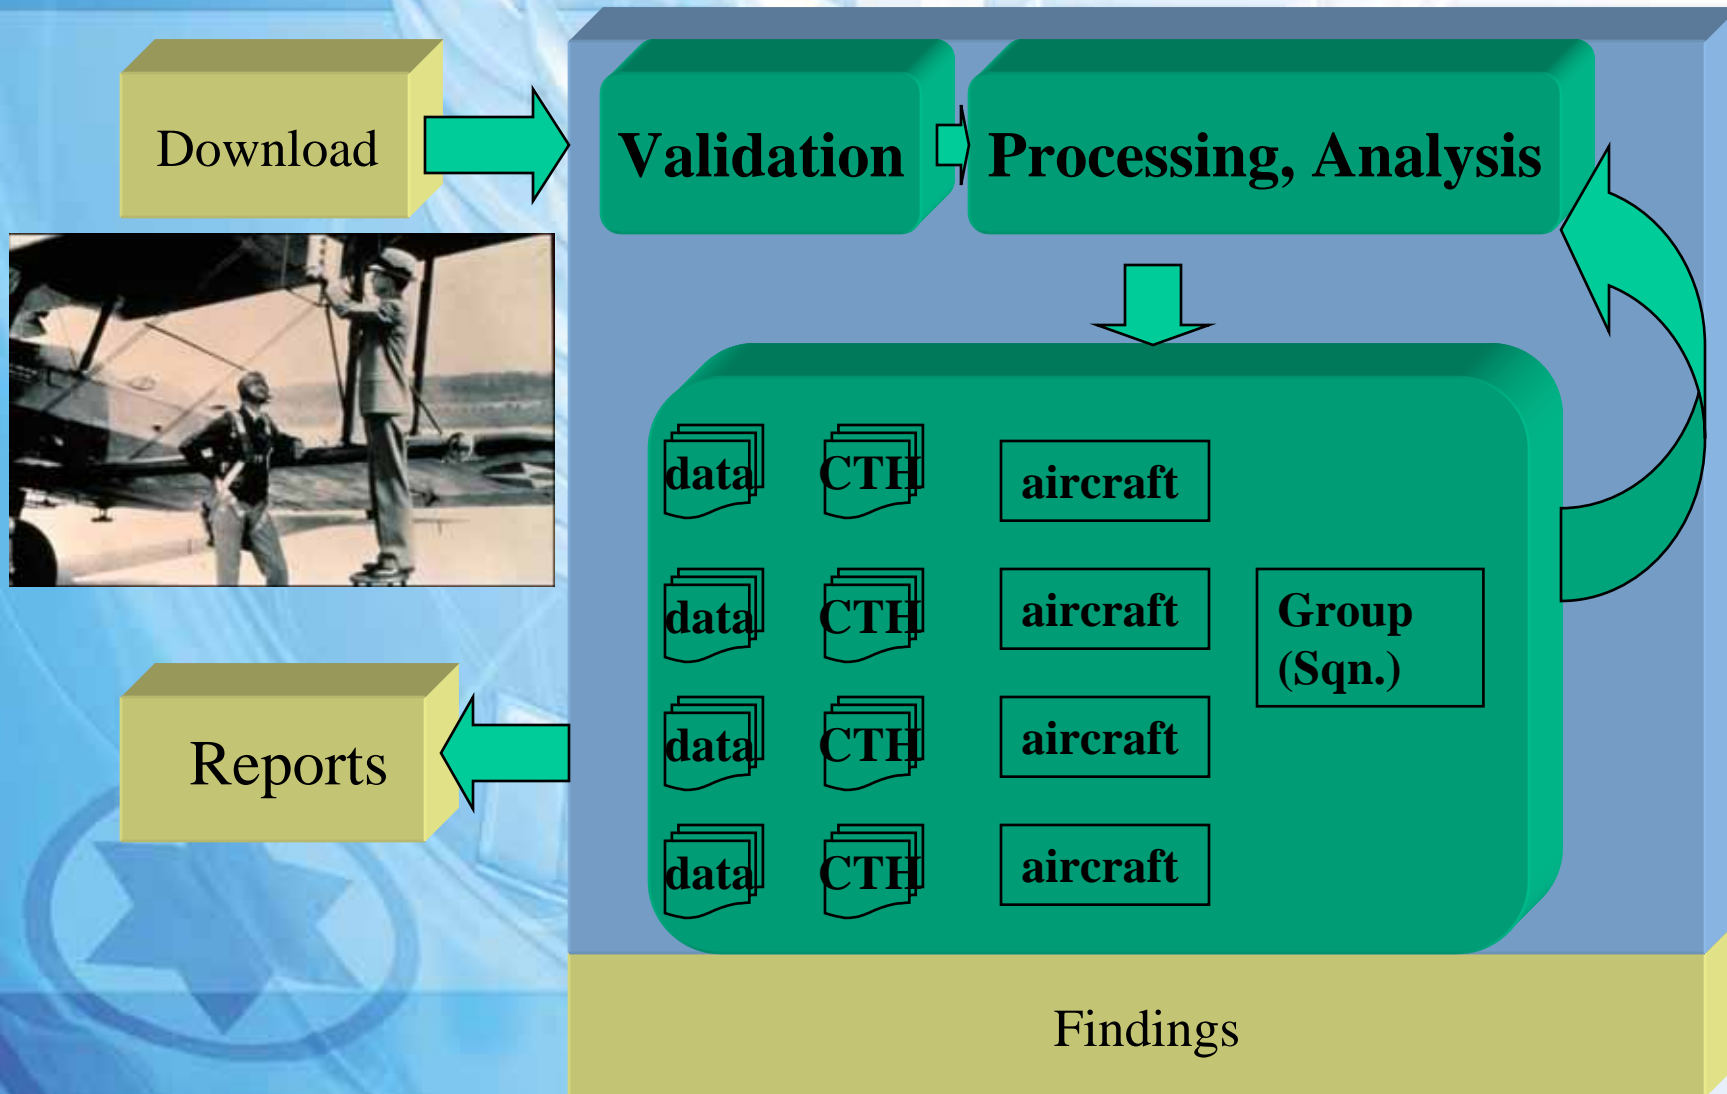 Download
Validation
Processing, Analysis
data
CTH
aircraft
data
CTH
aircraft
Group
(Sqn.)
data
CTH
aircraft
Reports
data
CTH
aircraft
Findings